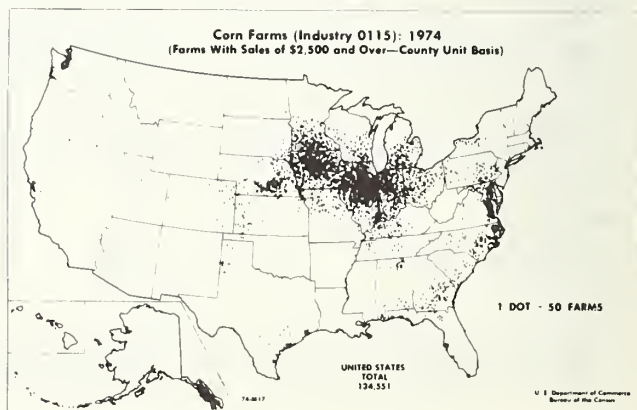 Corn Farms (Industry 0115): 1974
(Farms With Sales of $2,500 and Over—County Unit Basis)
1 DOT - 50 FARMS
UNITED STATES
TOTAL
134,551
U S Department of Commerce
Bureau of the Census